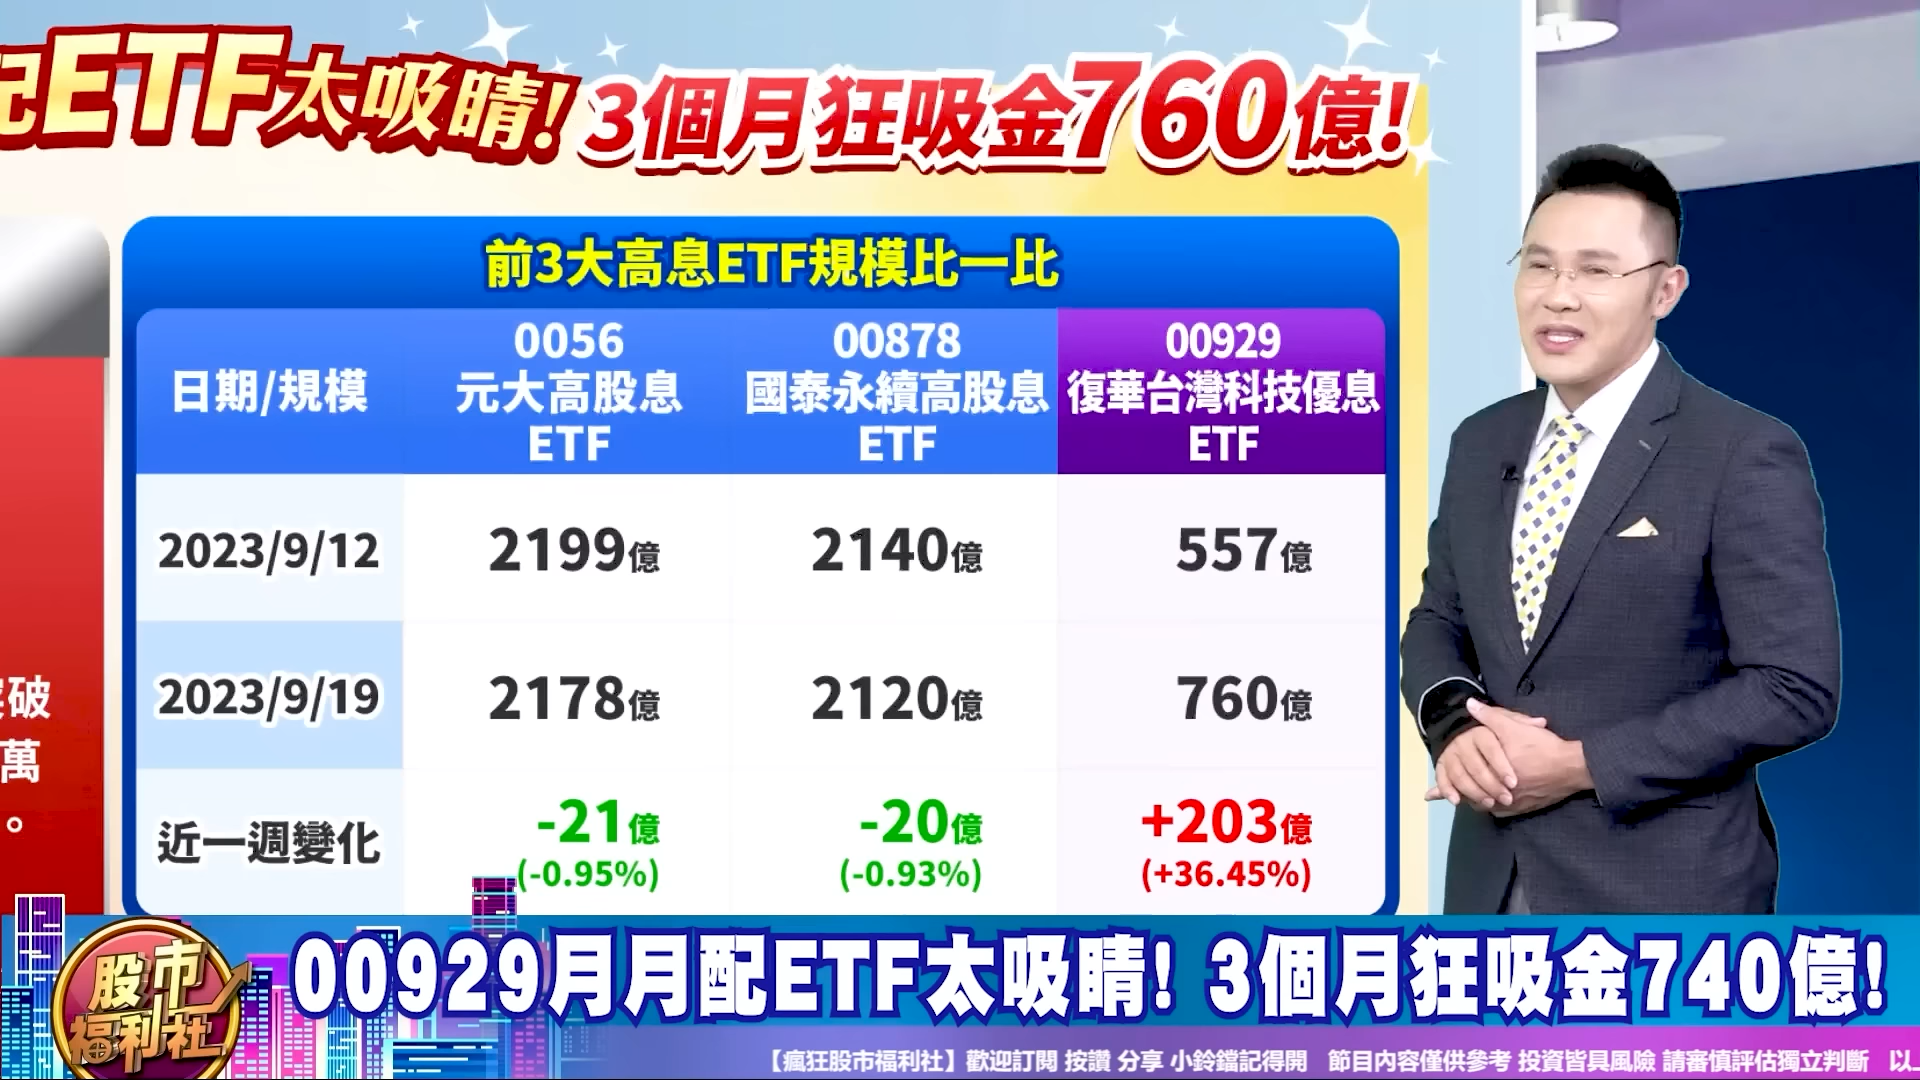 配ETF太吸睛!
3個月狂吸金760億!
前3大高息ETF規模比一比
日期/規模
0056
元大高股息
ETF
00878
國泰永續高股息
ETF
00929
復華台灣科技優息
ETF
2023/9/12
2199億
2140億
557億
2023/9/19
2178億
2120億
760億
近一週變化
-21億
(-0.95%)
-20億
(-0.93%)
+203億
(+36.45%)
突破
萬
。
股市
福利社
00929月月配ETF太吸睛! 3個月狂吸金740億!
【瘋狂股市福利社】歡迎訂閱 按讚 分享 小鈴鐺記得開 節目內容僅供參考 投資皆具風險 請審慎評估獨立判斷 以上